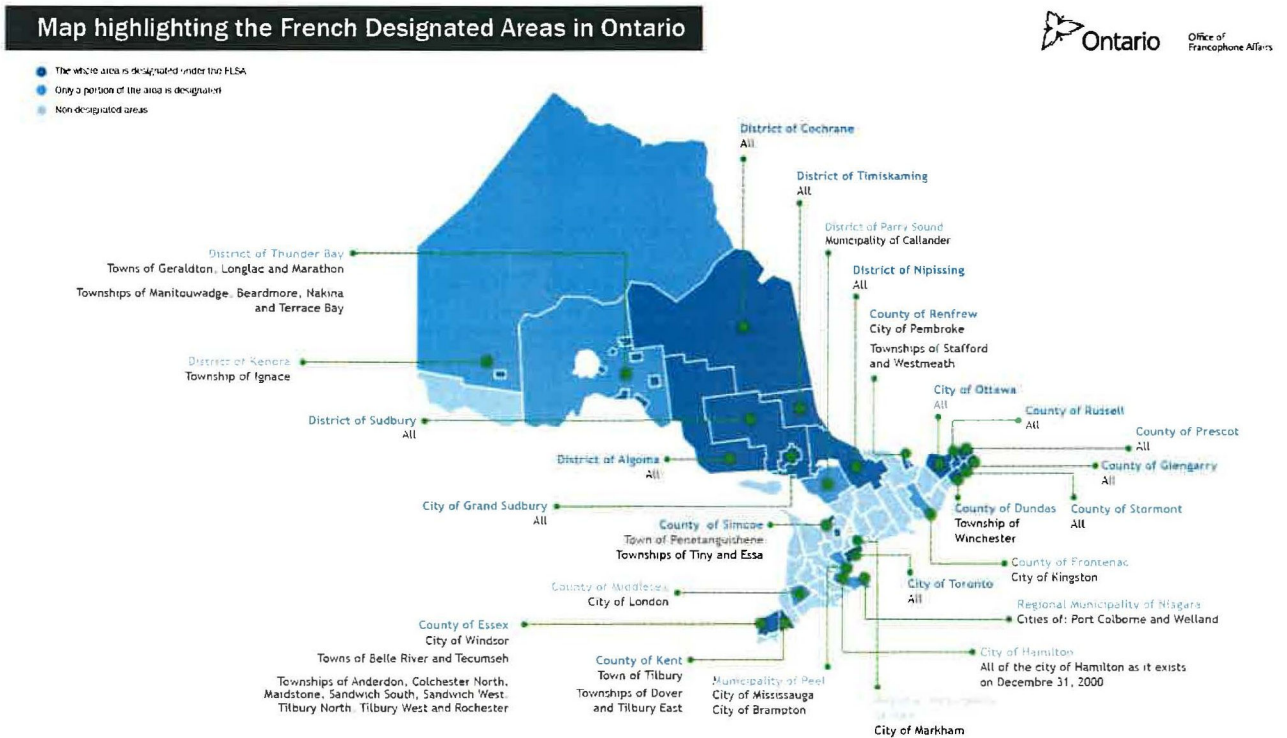 Map highlighting the French Designated Areas in Ontario
Ontario
Office of
Francophone Affairs
The whole area is designated under the FLSA
Only a portion of the area is designated
Non designated areas
District of Cochrane
All
District of Timiskaming
All
District of Parry Sound
Municipality of Callander
District of Nipissing
All
County of Renfrew
City of Pembroke
Townships of Stafford
and Westmeath
City of Ottawa
All
County of Russell
All
County of Prescot
All
County of Glengarry
All
County of Stormont
All
County of Dundas
Township of
Winchester
County of Frontenac
City of Kingston
City of Toronto
All
Regional Municipality of Niagara
Cities of: Port Colborne and Welland
City of Hamilton
All of the city of Hamilton as it exists
on Decembre 31, 2000
City of Markham
Municipality of Peel
City of Mississauga
City of Brampton
County of Kent
Town of Tilbury
Townships of Dover
and Tilbury East
County of Essex
City of Windsor
Towns of Belle River and Tecumseh
Townships of Anderdon, Colchester North,
Maidstone, Sandwich South, Sandwich West,
Tilbury North, Tilbury West and Rochester
County of Middlesex
City of London
County of Simcoe
Town of Penetanguishene
Townships of Tiny and Essa
City of Grand Sudbury
All
District of Algoma
All
District of Sudbury
All
District of Kenora
Township of Ignace
District of Thunder Bay
Towns of Geraldton, Longlac and Marathon
Townships of Manitouwadge, Beardmore, Nakina
and Terrace Bay